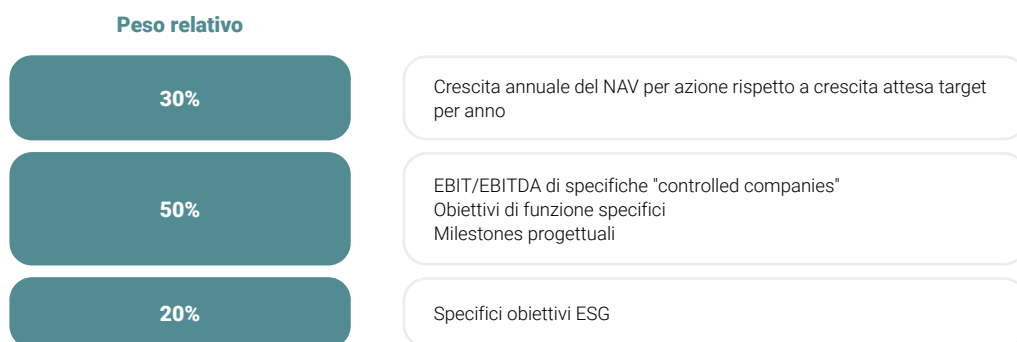 Peso relativo
30%
Crescita annuale del NAV per azione rispetto a crescita attesa target
per anno
50%
EBIT/EBITDA di specifiche "controlled companies"
Obiettivi di funzione specifici
Milestones progettuali
20%
Specifici obiettivi ESG